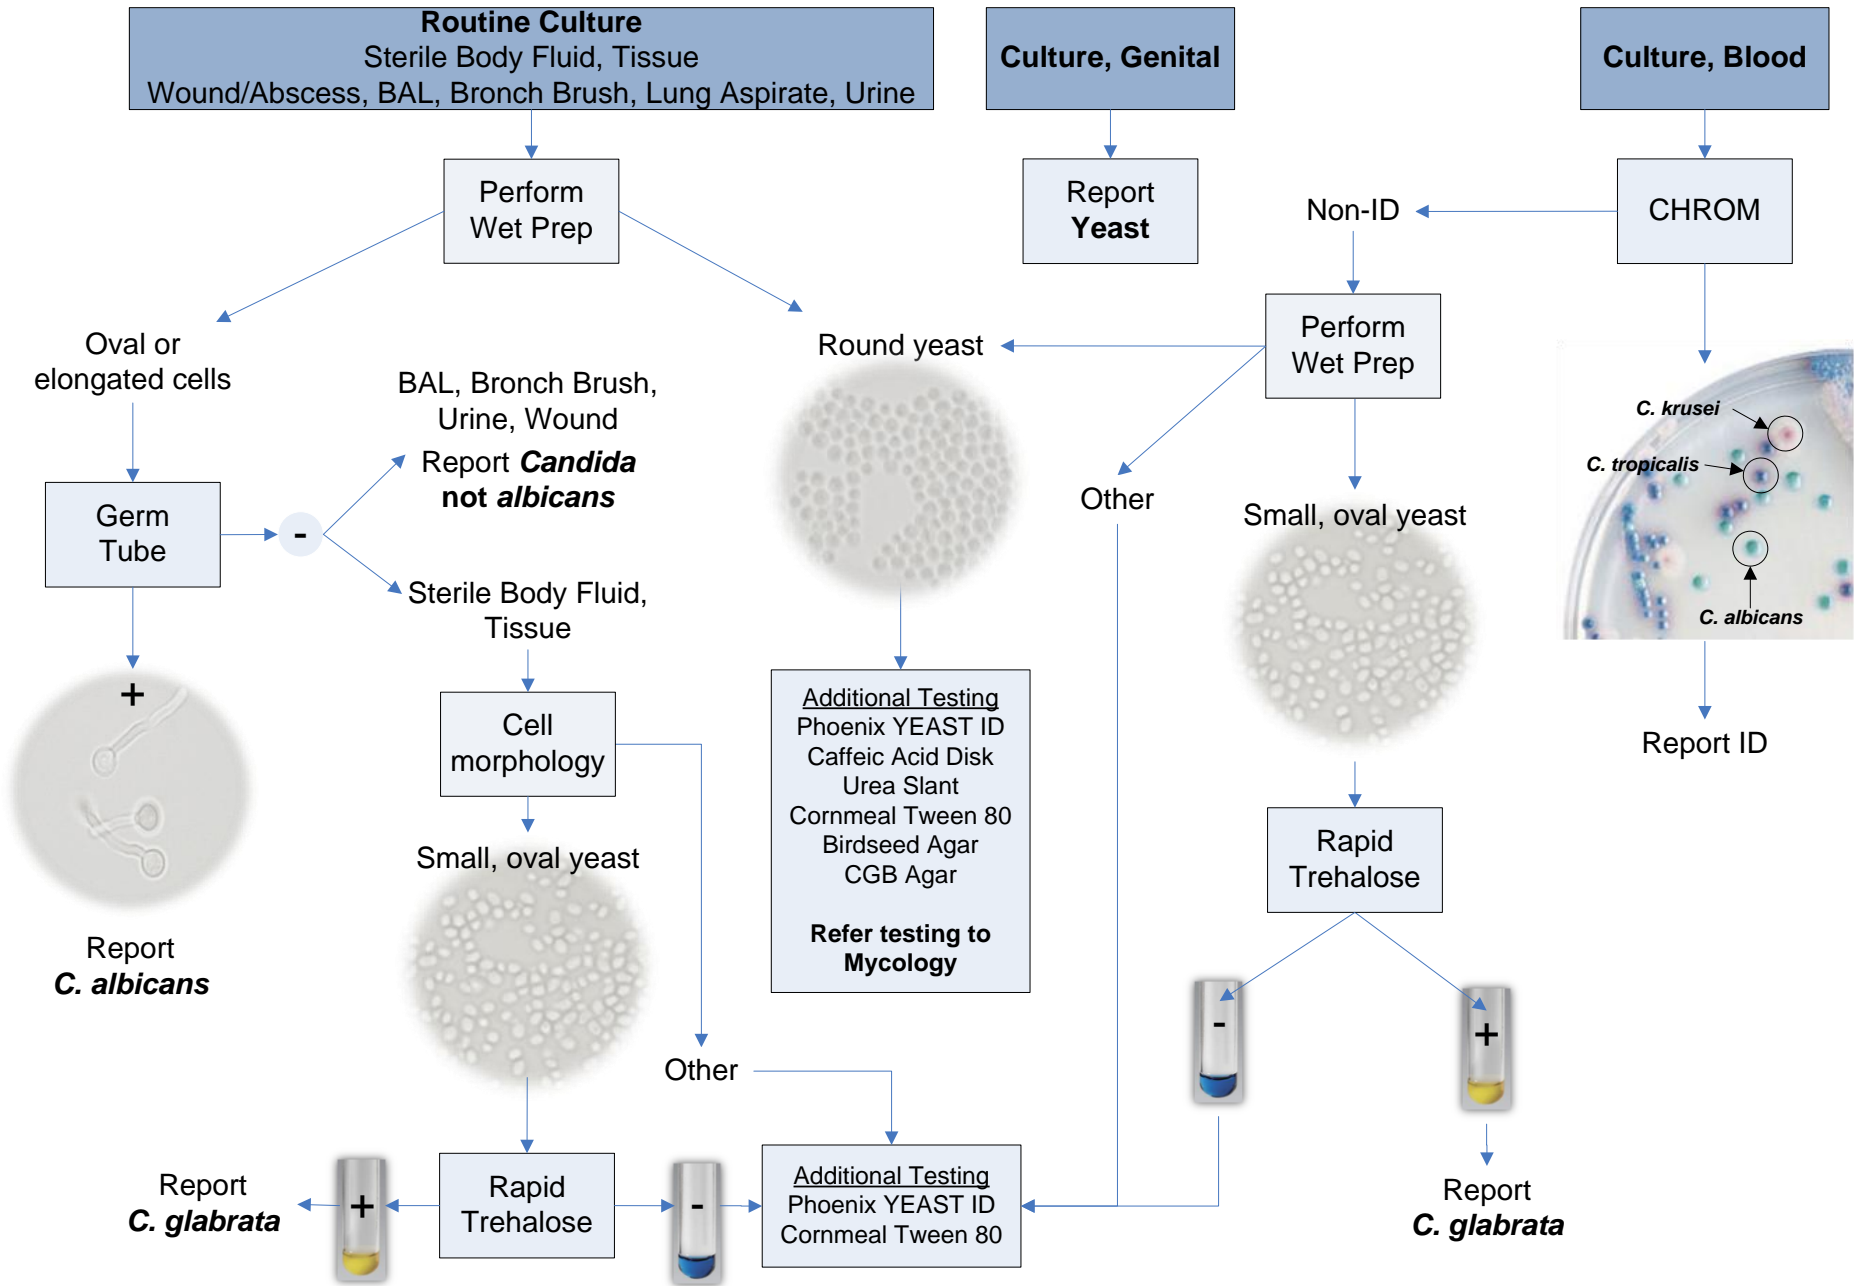 Routine Culture
Sterile Body Fluid, Tissue
Wound/Abscess, BAL, Bronch Brush, Lung Aspirate, Urine
Culture, Genital
Culture, Blood
Perform
Wet Prep
Report
Yeast
Non-ID
CHROM
Oval or
elongated cells
BAL, Bronch Brush,
Urine, Wound
Report Candida
not albicans
Round yeast
Perform
Wet Prep
C. krusei
C. tropicalis
C. albicans
Germ
Tube
-
Other
Small, oval yeast
Sterile Body Fluid,
Tissue
+
Cell
morphology
Additional Testing
Phoenix YEAST ID
Caffeic Acid Disk
Urea Slant
Cornmeal Tween 80
Birdseed Agar
CGB Agar
Refer testing to
Mycology
Report ID
Small, oval yeast
Rapid
Trehalose
Report
C. albicans
-
+
Other
Report
C. glabrata
+
Rapid
Trehalose
-
Additional Testing
Phoenix YEAST ID
Cornmeal Tween 80
Report
C. glabrata